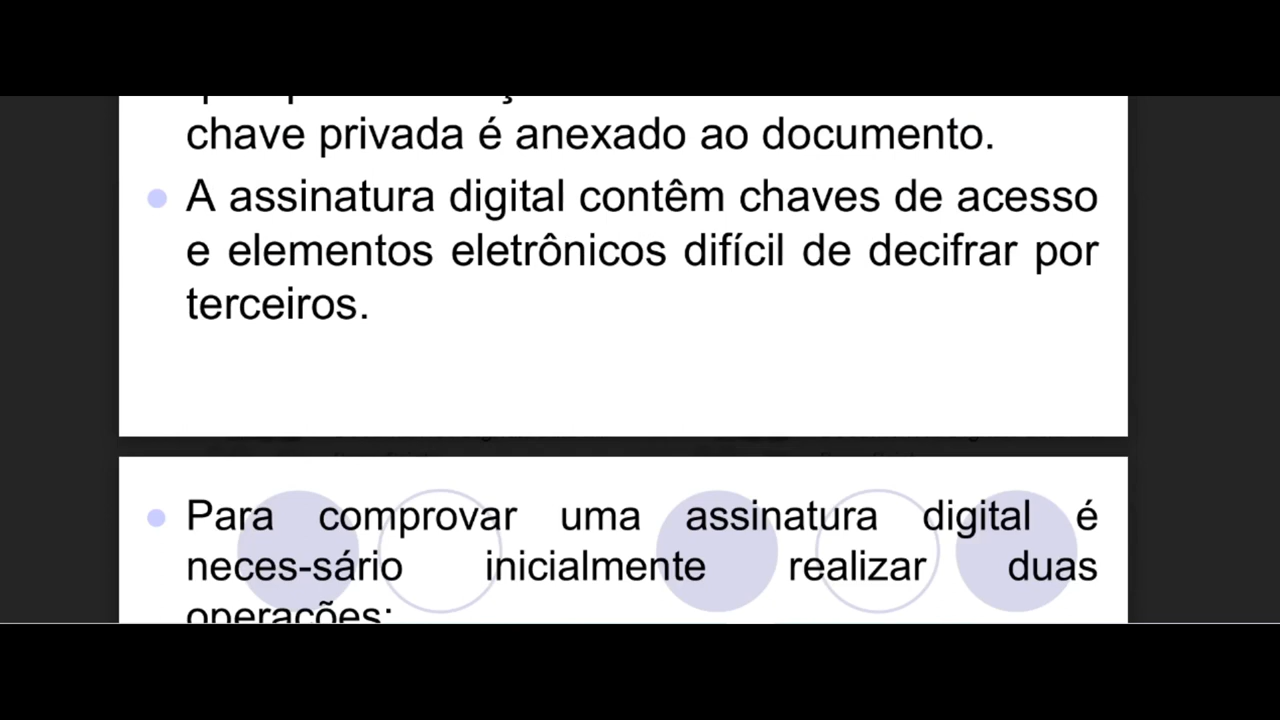 chave privada é anexado ao documento.
A assinatura digital contêm chaves de acesso
e elementos eletrônicos difícil de decifrar por
terceiros.
Para comprovar uma assinatura digital é
neces-sário inicialmente realizar duas
operações: